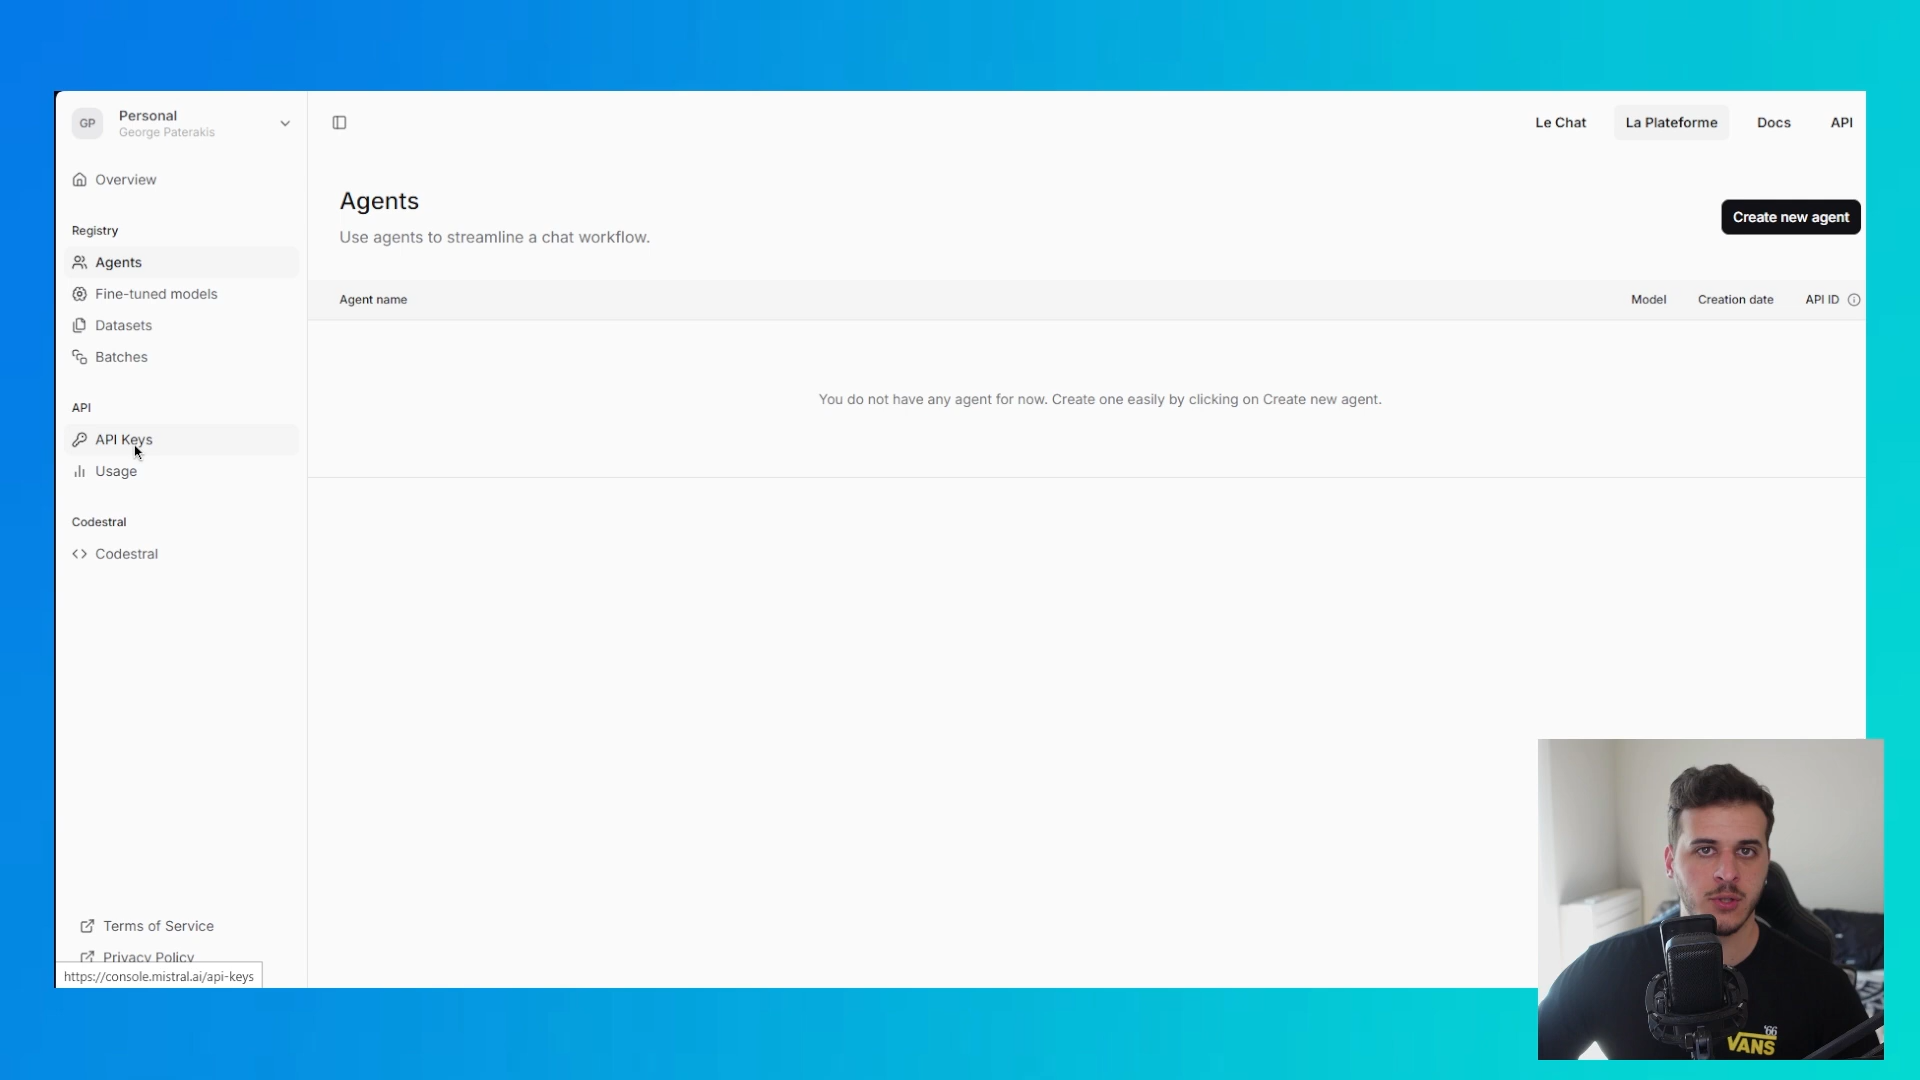 GP
Personal
George Paterakis
Le Chat
La Plateforme
Docs
API
Overview
Registry
Agents
Fine-tuned models
Datasets
Batches
API
API Keys
Usage
Codestral
Codestral
Terms of Service
Privacy Policy
https://console.mistral.ai/api-keys
Agents
Use agents to streamline a chat workflow.
Create new agent
Agent name
Model
Creation date
API ID
You do not have any agent for now. Create one easily by clicking on Create new agent.
'66
VANS